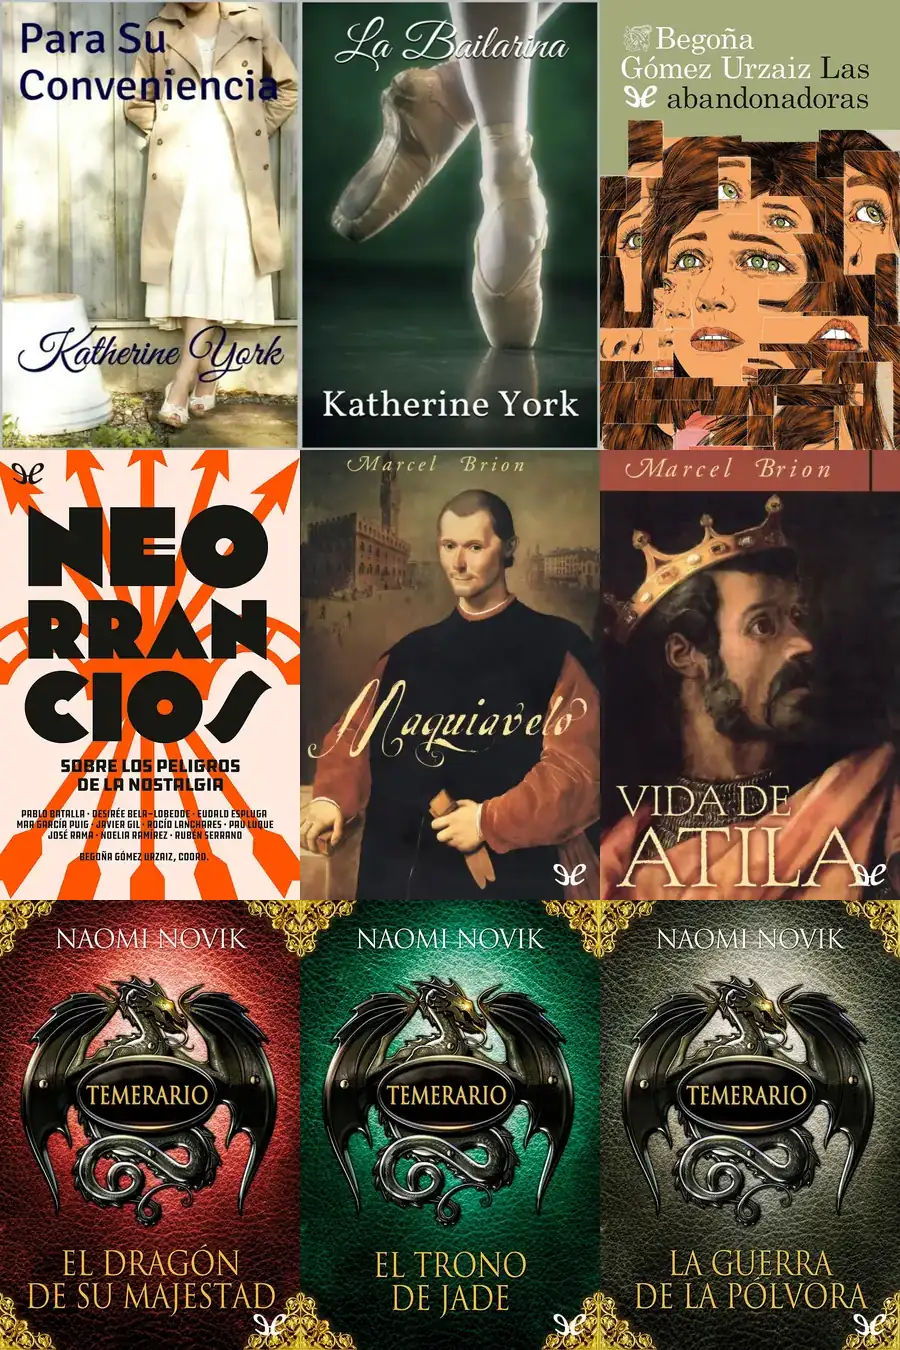 Para Su
Conveniencia
Katherine York
La Bailarina
Katherine York
Begoña
Gómez Urzaiz Las
abandonadoras
NEO
RRAN
CIOS
SOBRE LOS PELIGROS
DE LA NOSTALGIA
PABLO BATALLA · DESIRÉE BELA-LOBEDDE · EUDALD ESPLUGA
MAR GARCÍA PUIG · JAVIER GIL · ROCÍO LANCHARES · PDU LUQUE
JOSÉ RAMA · NOELIA RAMÍREZ · RUBÉN SERRANO
BEGOÑA GÓMEZ URZAIZ, COORD.
Marcel Brion
Maquiavelo
Marcel Brion
VIDA DE
ATILA
NAOMI NOVIK
TEMERARIO
EL DRAGÓN
DE SU MAJESTAD
NAOMI NOVIK
TEMERARIO
EL TRONO
DE JADE
NAOMI NOVIK
TEMERARIO
LA GUERRA
DE LA PÓLVORA